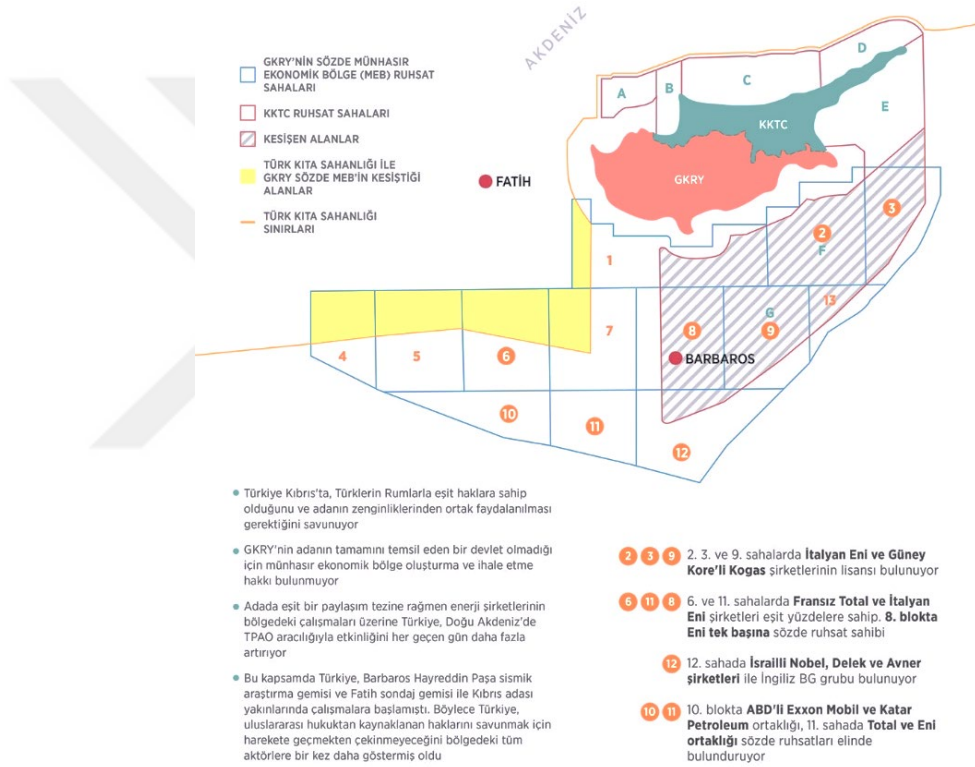 AKDENİZ
GKRY'NİN SÖZDE MÜNHASIR
EKONOMİK BÖLGE (MEB) RUHSAT
SAHALARI
KKTC RUHSAT SAHALARI
KESİŞEN ALANLAR
TÜRK KITA SAHANLIĞI İLE
GKRY SÖZDE MEB'İN KESİŞTİĞİ
ALANLAR
TÜRK KITA SAHANLIĞI
SINIRLARI
FATİH
A
B
C
D
E
KKTC
GKRY
3
2
F
1
13
G
7
8
9
BARBAROS
4
5
6
10
11
12
Türkiye Kıbrıs'ta, Türklerin Rumlarla eşit haklara sahip
olduğunu ve adanın zenginliklerinden ortak faydalanılması
gerektiğini savunuyor
GKRY'nin adanın tamamını temsil eden bir devlet olmadığı
için münhasır ekonomik bölge oluşturma ve ihale etme
hakkı bulunmuyor
Adada eşit bir paylaşım tezine rağmen enerji şirketlerinin
bölgedeki çalışmaları üzerine Türkiye, Doğu Akdeniz'de
TPAO aracılığıyla etkinliğini her geçen gün daha fazla
artırıyor
Bu kapsamda Türkiye, Barbaros Hayreddin Paşa sismik
araştırma gemisi ve Fatih sondaj gemisi ile Kıbrıs adası
yakınlarında çalışmalara başlamıştı. Böylece Türkiye,
uluslararası hukuktan kaynaklanan haklarını savunmak için
harekete geçmekten çekinmeyeceğini bölgedeki tüm
aktörlere bir kez daha göstermiş oldu
2 3 9 2. 3. ve 9. sahalarda İtalyan Eni ve Güney
Kore'li Kogas şirketlerinin lisansı bulunuyor
6 11 8 6. ve 11. sahalarda Fransız Total ve İtalyan
Eni şirketleri eşit yüzdelere sahip. 8. blokta
Eni tek başına sözde ruhsat sahibi
12 12. sahada İsrailli Nobel, Delek ve Avner
şirketleri ile İngiliz BG grubu bulunuyor
10 11 10. blokta ABD'li Exxon Mobil ve Katar
Petroleum ortaklığı, 11. sahada Total ve Eni
ortaklığı sözde ruhsatları elinde
bulunduruyor